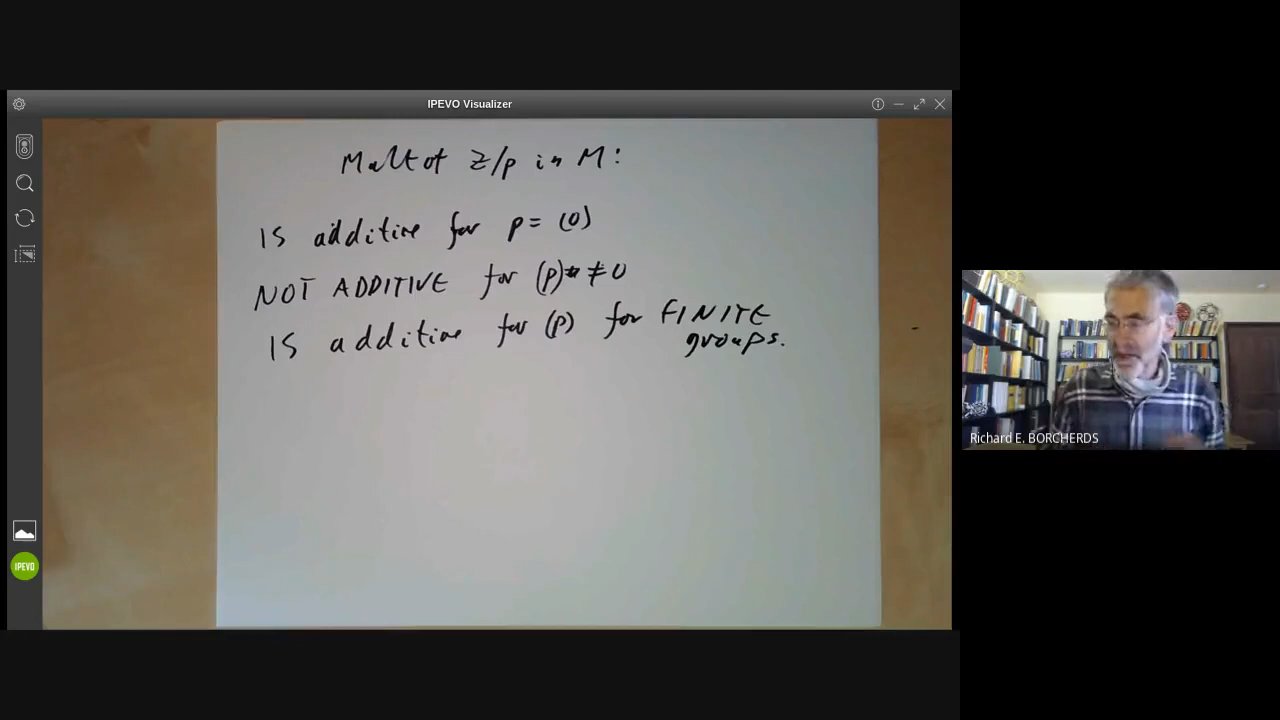 IPEVO Visualizer
Mult of Z/p in M:
IS additive for p = (0)
NOT ADDITIVE for (p) ≠ 0
IS additive for (p) for FINITE
groups.
Richard E. BORCHERDS
IPEVO